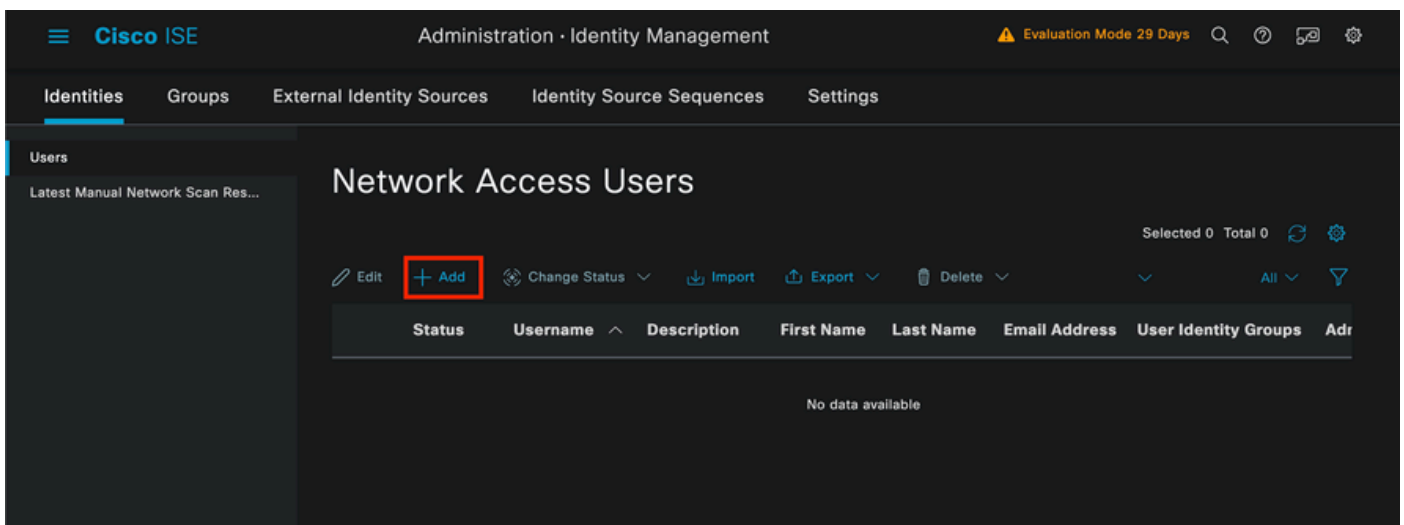 Cisco ISE Administration · Identity Management Evaluation Mode 29 Days
Identities Groups External Identity Sources Identity Source Sequences Settings
Users
Latest Manual Network Scan Res...
Network Access Users
Selected 0 Total 0
Edit + Add Change Status Import Export Delete All
Status Username Description First Name Last Name Email Address User Identity Groups Adr
No data available